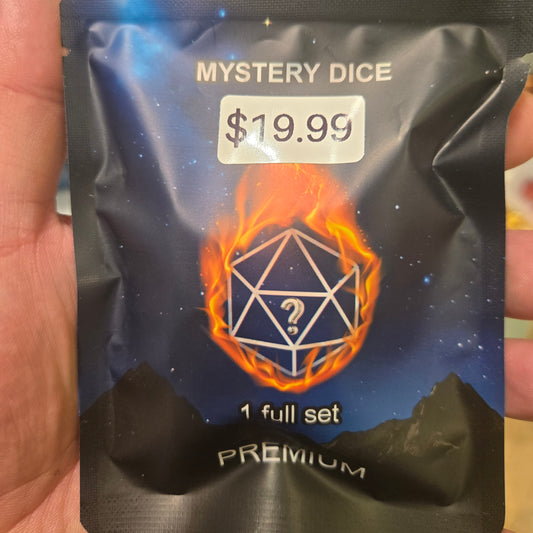 MYSTERY DICE
$19.99
?
1 full set
PREMIUM